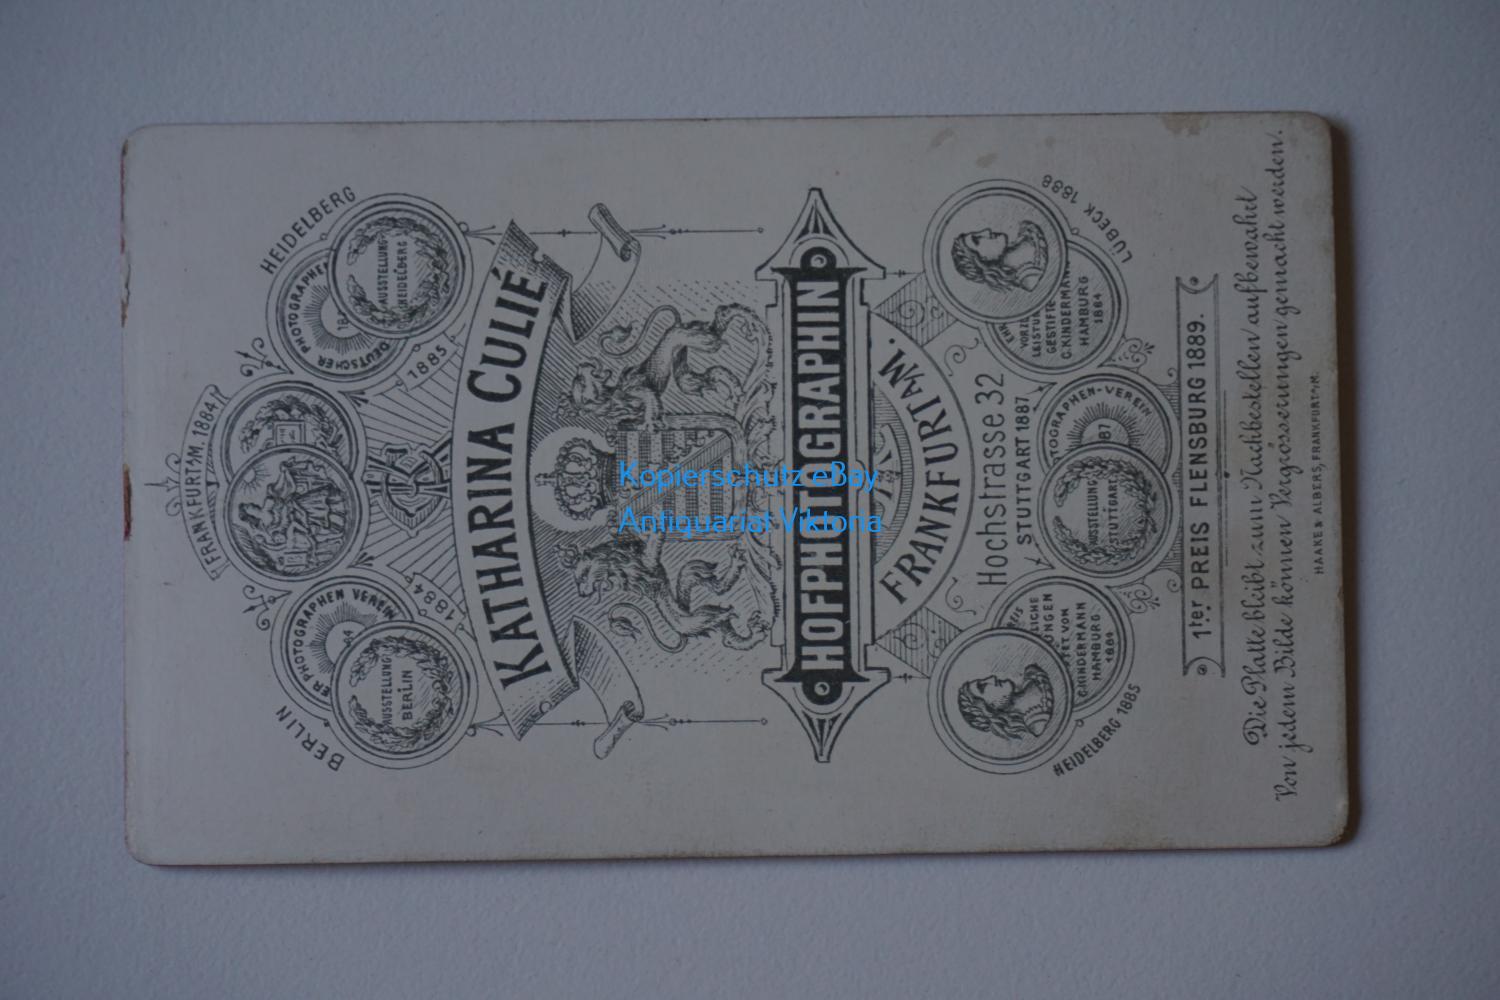 FRANKFURT A/M. 1884
HEIDELBERG
1885
BERLIN
1884
DEUTSCHER PHOTOGRAPHEN
AUSSTELLUNG
HEIDELBERG
PHOTOGRAPHEN VEREIN
AUSSTELLUNG
BERLIN
KATHARINA CULIÉ
HOFPHOTOGRAPHIN
FRANKFURT A/M.
Hochstrasse 32
STUTTGART 1887
HEIDELBERG 1885
GESTIFTET VON
C. KINDERMANN
HAMBURG
1884
LÜBECK 1888
C. KINDERMANN
HAMBURG
1884
AUSSTELLUNG
STUTTGART
1ter PREIS FLENSBURG 1889.
Die Platte bleibt zum Nachbestellen aufbewahrt
Von jedem Bilde können Vergrösserungen gemacht werden.
HAAKE & ALBERS, FRANKFURT A/M.
Kopierschutz eBay
Antiquariat Viktoria